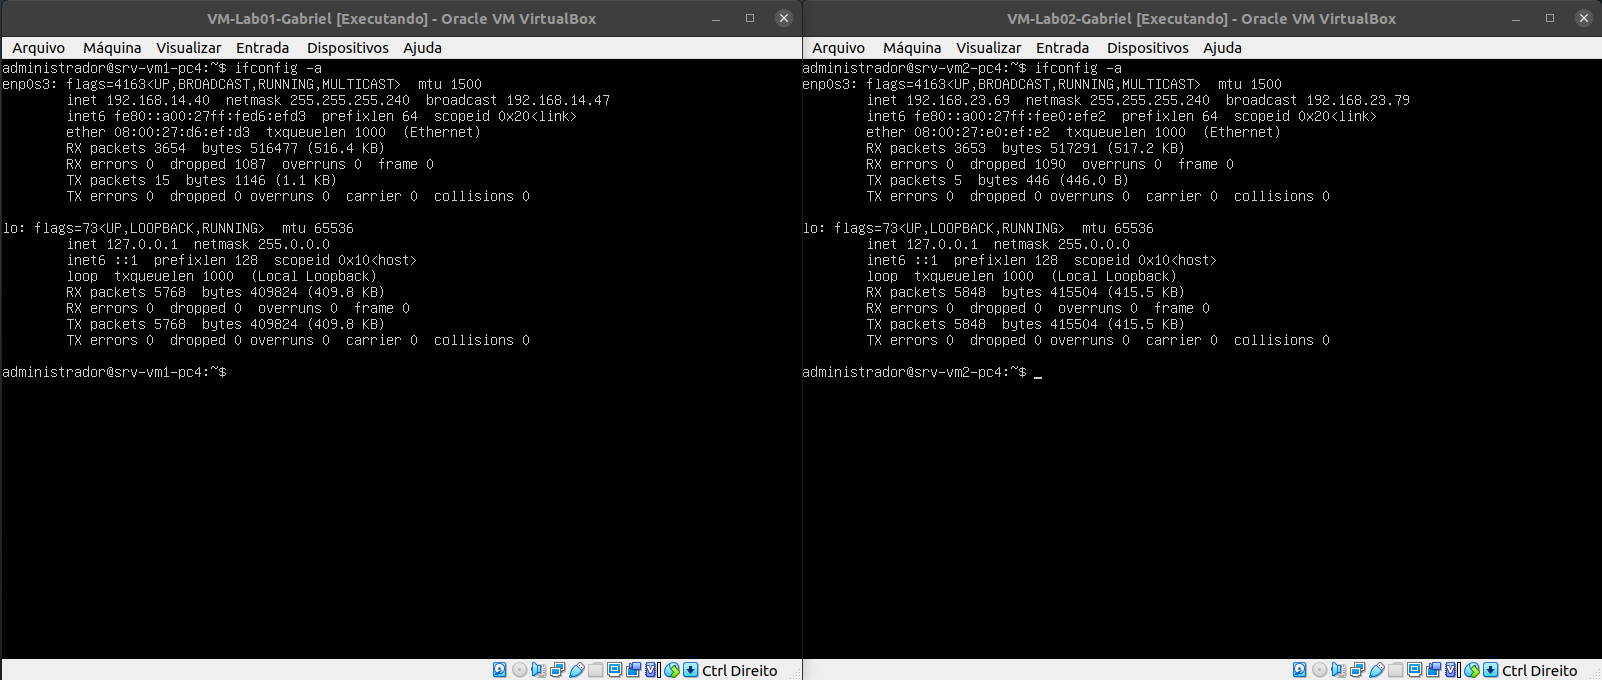 VM-Lab01-Gabriel [Executando] - Oracle VM VirtualBox
Arquivo Máquina Visualizar Entrada Dispositivos Ajuda
administrador@srv-vm1-pc4:~$ ifconfig -a
enp0s3: flags=4163<UP,BROADCAST,RUNNING,MULTICAST>  mtu 1500
        inet 192.168.14.40  netmask 255.255.255.240  broadcast 192.168.14.47
        inet6 fe80::a00:27ff:fed6:efd3  prefixlen 64  scopeid 0x20<link>
        ether 08:00:27:d6:ef:d3  txqueuelen 1000  (Ethernet)
        RX packets 3654  bytes 516477 (516.4 KB)
        RX errors 0  dropped 1087  overruns 0  frame 0
        TX packets 15  bytes 1146 (1.1 KB)
        TX errors 0  dropped 0 overruns 0  carrier 0  collisions 0
lo: flags=73<UP,LOOPBACK,RUNNING>  mtu 65536
        inet 127.0.0.1  netmask 255.0.0.0
        inet6 ::1  prefixlen 128  scopeid 0x10<host>
        loop  txqueuelen 1000  (Local Loopback)
        RX packets 5768  bytes 409824 (409.8 KB)
        RX errors 0  dropped 0  overruns 0  frame 0
        TX packets 5768  bytes 409824 (409.8 KB)
        TX errors 0  dropped 0 overruns 0  carrier 0  collisions 0
administrador@srv-vm1-pc4:~$
Ctrl Direito
VM-Lab02-Gabriel [Executando] - Oracle VM VirtualBox
Arquivo Máquina Visualizar Entrada Dispositivos Ajuda
administrador@srv-vm2-pc4:~$ ifconfig -a
enp0s3: flags=4163<UP,BROADCAST,RUNNING,MULTICAST>  mtu 1500
        inet 192.168.23.69  netmask 255.255.255.240  broadcast 192.168.23.79
        inet6 fe80::a00:27ff:fee0:efe2  prefixlen 64  scopeid 0x20<link>
        ether 08:00:27:e0:ef:e2  txqueuelen 1000  (Ethernet)
        RX packets 3653  bytes 517291 (517.2 KB)
        RX errors 0  dropped 1090  overruns 0  frame 0
        TX packets 5  bytes 446 (446.0 B)
        TX errors 0  dropped 0 overruns 0  carrier 0  collisions 0
lo: flags=73<UP,LOOPBACK,RUNNING>  mtu 65536
        inet 127.0.0.1  netmask 255.0.0.0
        inet6 ::1  prefixlen 128  scopeid 0x10<host>
        loop  txqueuelen 1000  (Local Loopback)
        RX packets 5848  bytes 415504 (415.5 KB)
        RX errors 0  dropped 0  overruns 0  frame 0
        TX packets 5848  bytes 415504 (415.5 KB)
        TX errors 0  dropped 0 overruns 0  carrier 0  collisions 0
administrador@srv-vm2-pc4:~$ _
Ctrl Direito